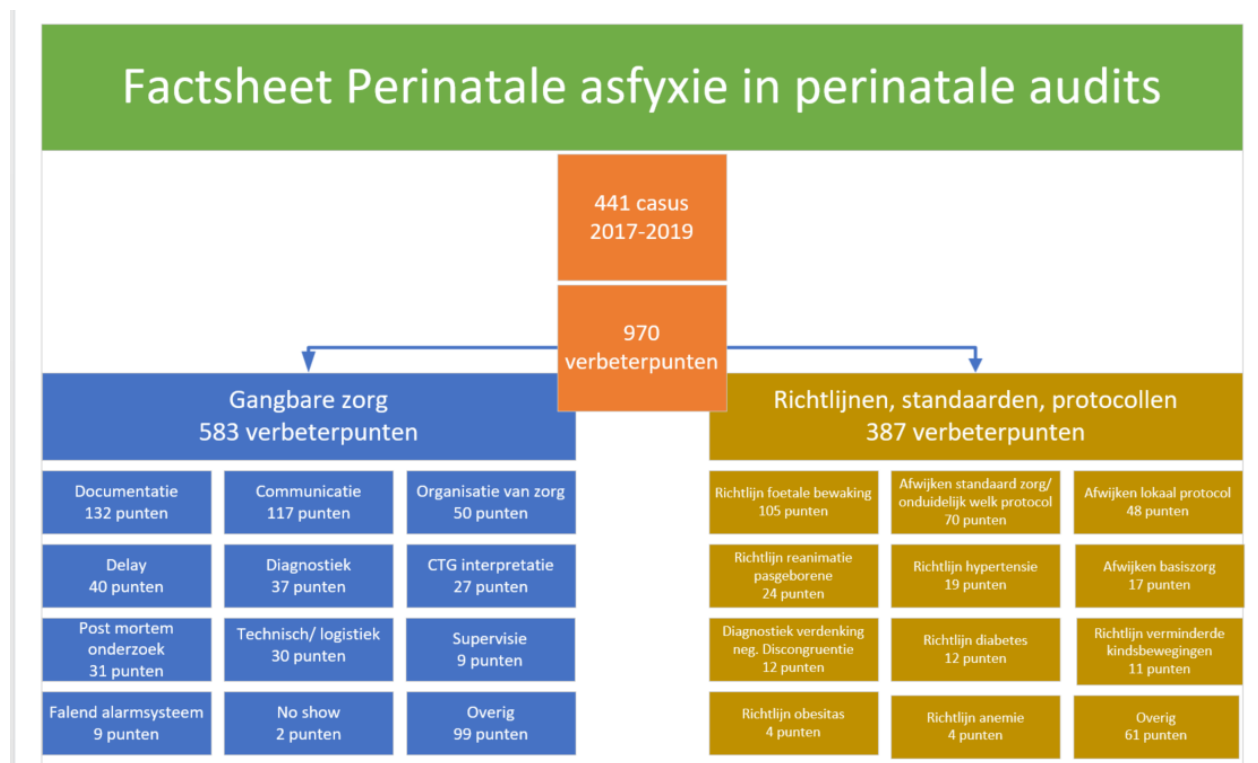 Factsheet Perinatale asfyxie in perinatale audits
441 casus
2017-2019
970
verbeterpunten
Gangbare zorg
583 verbeterpunten
Documentatie
132 punten
Communicatie
117 punten
Organisatie van zorg
50 punten
Delay
40 punten
Diagnostiek
37 punten
CTG interpretatie
27 punten
Post mortem
onderzoek
31 punten
Technisch/ logistiek
30 punten
Supervisie
9 punten
Falend alarmsysteem
9 punten
No show
2 punten
Overig
99 punten
Richtlijnen, standaarden, protocollen
387 verbeterpunten
Richtlijn foetale bewaking
105 punten
Afwijken standaard zorg/
onduidelijk welk protocol
70 punten
Afwijken lokaal protocol
48 punten
Richtlijn reanimatie
pasgeborene
24 punten
Richtlijn hypertensie
19 punten
Afwijken basiszorg
17 punten
Diagnostiek verdenking
neg. Discongruentie
12 punten
Richtlijn diabetes
12 punten
Richtlijn verminderde
kindsbewegingen
11 punten
Richtlijn obesitas
4 punten
Richtlijn anemie
4 punten
Overig
61 punten